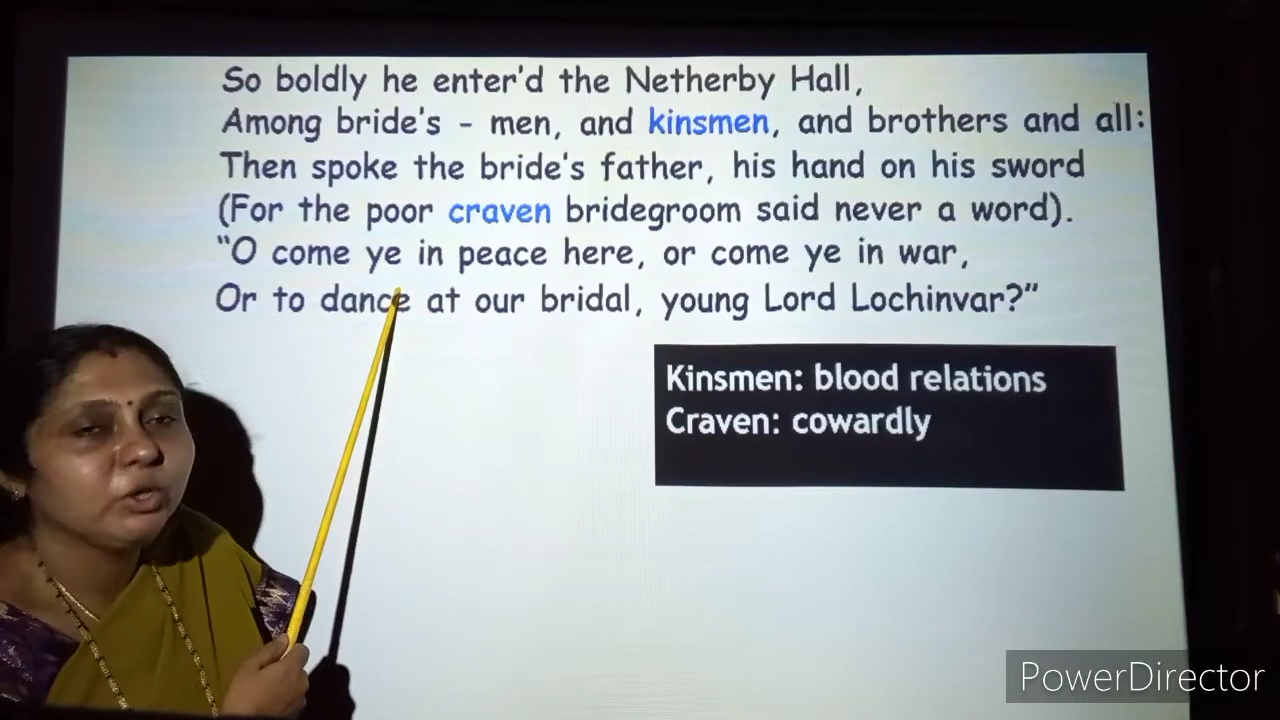 So boldly he enter'd the Netherby Hall,
Among bride's - men, and kinsmen, and brothers and all:
Then spoke the bride's father, his hand on his sword
(For the poor craven bridegroom said never a word).
"O come ye in peace here, or come ye in war,
Or to dance at our bridal, young Lord Lochinvar?"
Kinsmen: blood relations
Craven: cowardly
PowerDirector